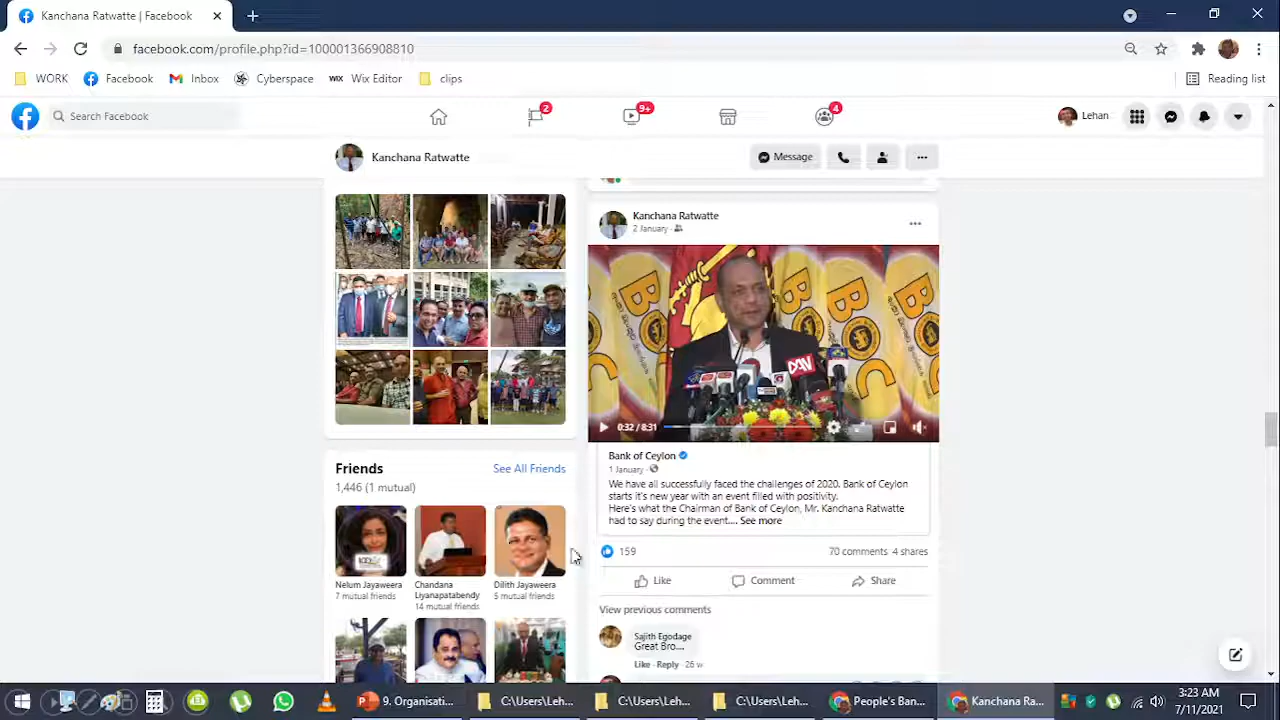 Kanchana Ratwatte | Facebook
facebook.com/profile.php?id=100001366908810
WORK Facebook Inbox Cyberspace WIX Wix Editor clips Reading list
Search Facebook 2 9+ 4 Lehan
Kanchana Ratwatte Message
Kanchana Ratwatte
2 January
BOC
0:32 / 8:31
Bank of Ceylon
1 January
We have all successfully faced the challenges of 2020. Bank of Ceylon
starts it's new year with an event filled with positivity.
Here's what the Chairman of Bank of Ceylon, Mr. Kanchana Ratwatte
had to say during the event.... See more
159 70 comments 4 shares
Like Comment Share
View previous comments
Sajith Egodage
Great Bro...
Like · Reply · 26 w
Friends See All Friends
1,446 (1 mutual)
Nelum Jayaweera
7 mutual friends
Chandana
Liyanapatabendy
14 mutual friends
Dilith Jayaweera
5 mutual friends
9. Organisati... C:\Users\Leh... C:\Users\Leh... C:\Users\Leh... People's Ban... Kanchana Ra...
3:23 AM
7/11/2021